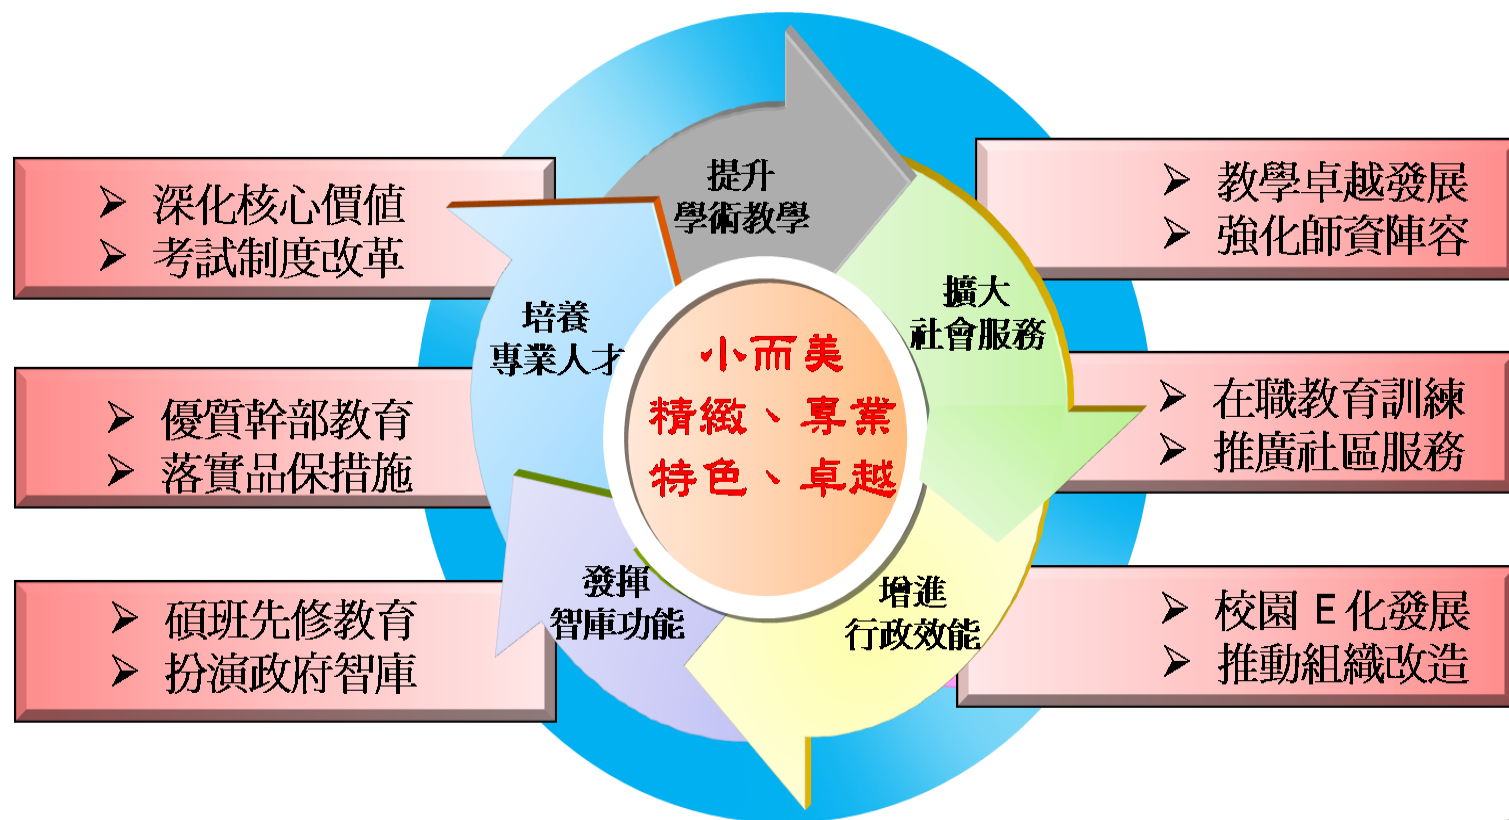 提升
學術教學
擴大
社會服務
增進
行政效能
發揮
智庫功能
培養
專業人才
小而美
精緻、專業
特色、卓越
➢ 深化核心價值
➢ 考試制度改革
➢ 優質幹部教育
➢ 落實品保措施
➢ 碩班先修教育
➢ 扮演政府智庫
➢ 教學卓越發展
➢ 強化師資陣容
➢ 在職教育訓練
➢ 推廣社區服務
➢ 校園 E 化發展
➢ 推動組織改造